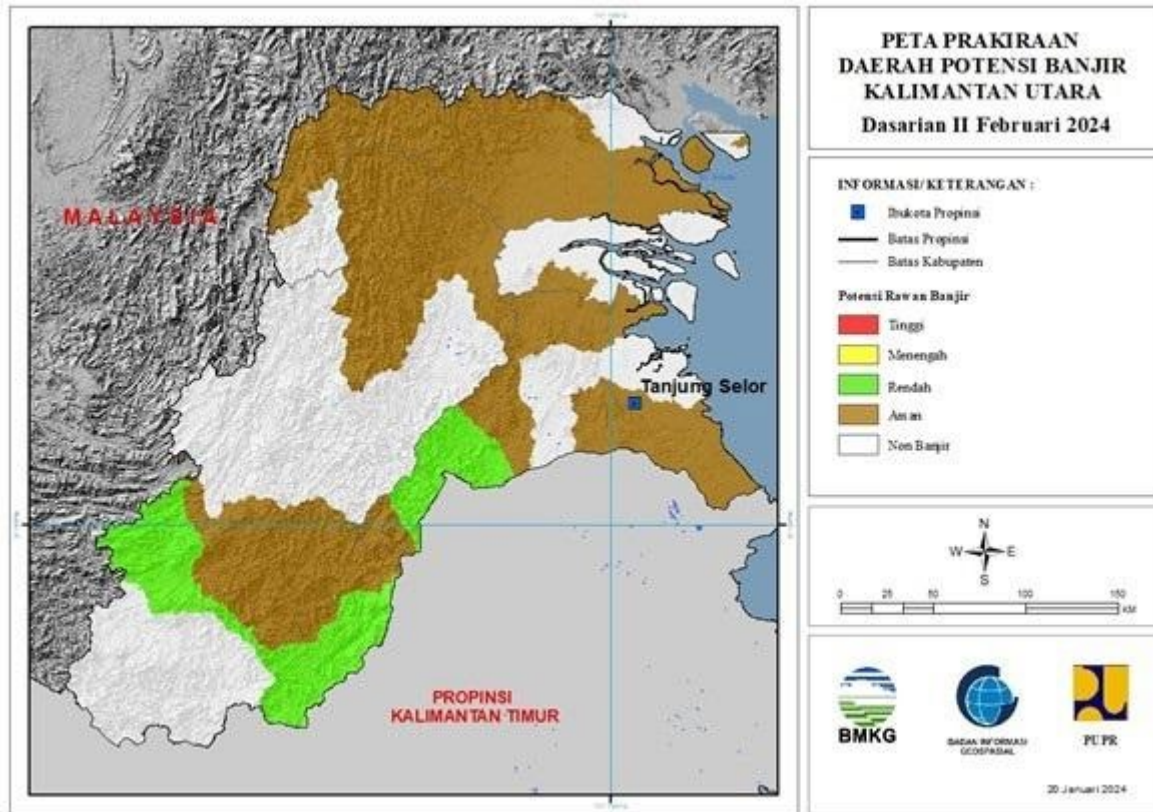 PETA PRAKIRAAN
DAERAH POTENSI BANJIR
KALIMANTAN UTARA
Dasarian II Februari 2024
MALAYSIA
Tanjung Selor
PROPINSI
KALIMANTAN TIMUR
INFORMASI/KETERANGAN :
Ibukota Propinsi
Batas Propinsi
Batas Kabupaten
Potensi Rawan Banjir
Tinggi
Menengah
Rendah
Aman
Non Banjir
N
W E
S
0 25 50 100 150
KM
BMKG
BADAN INFORMASI
GEOSPASIAL
PUPR
20 Januari 2024